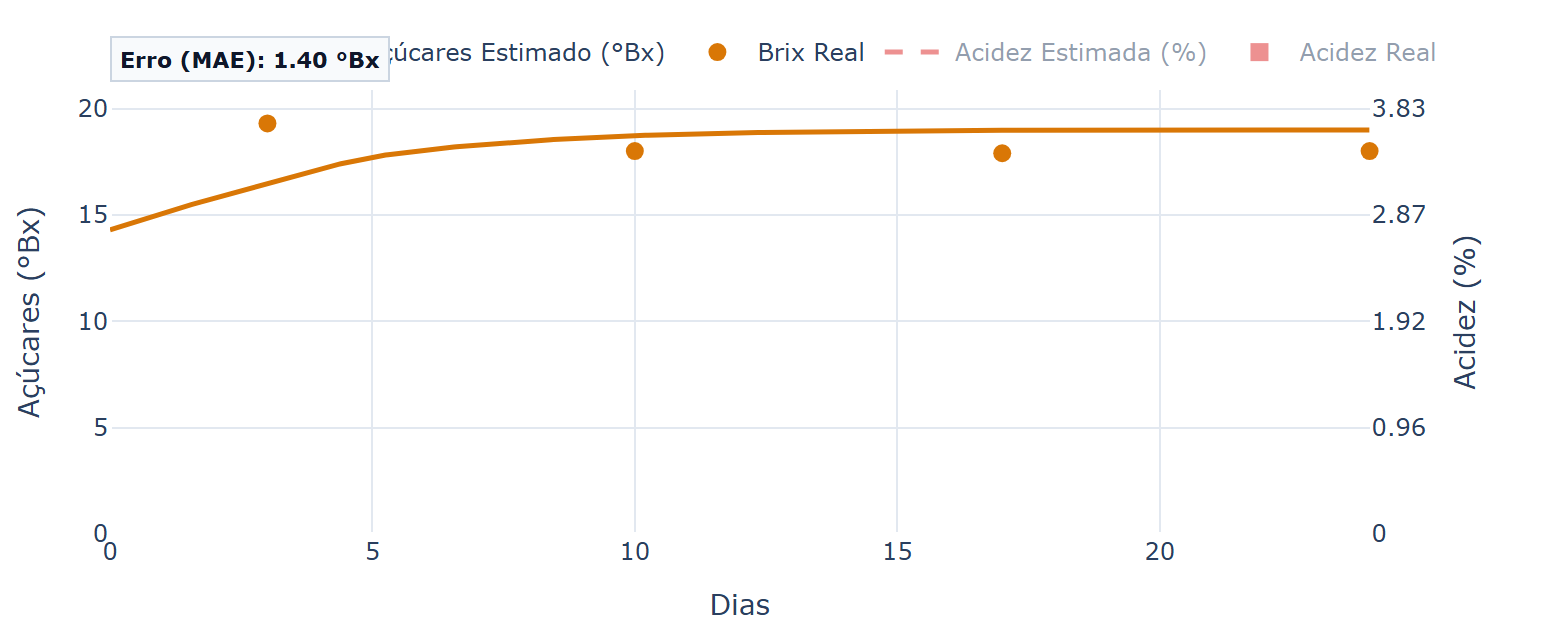 Erro (MAE): 1.40 °Bx
çúcares Estimado (°Bx) Brix Real Acidez Estimada (%) Acidez Real
20 3.83
15 2.87
10 1.92
5 0.96
0 0
0 5 10 15 20
Dias
Açúcares (°Bx)
Acidez (%)